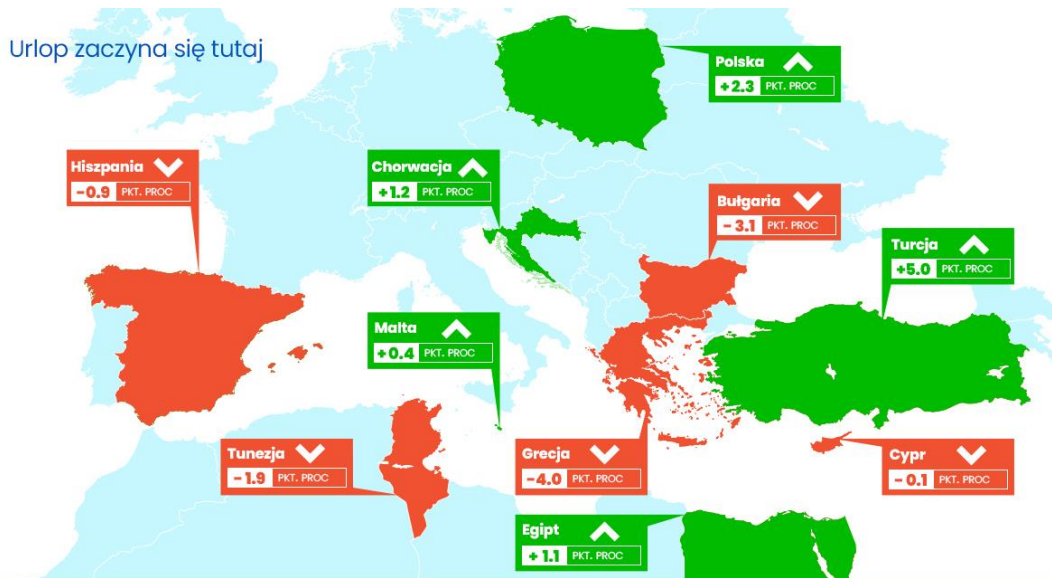 Urlop zaczyna się tutaj
Polska
+2.3 PKT. PROC
Hiszpania
-0.9 PKT. PROC
Chorwacja
+1.2 PKT. PROC
Bułgaria
- 3.1 PKT. PROC
Turcja
+5.0 PKT. PROC
Malta
+0.4 PKT. PROC
Tunezja
- 1.9 PKT. PROC
Grecja
-4.0 PKT. PROC
Cypr
- 0.1 PKT. PROC
Egipt
+ 1.1 PKT. PROC